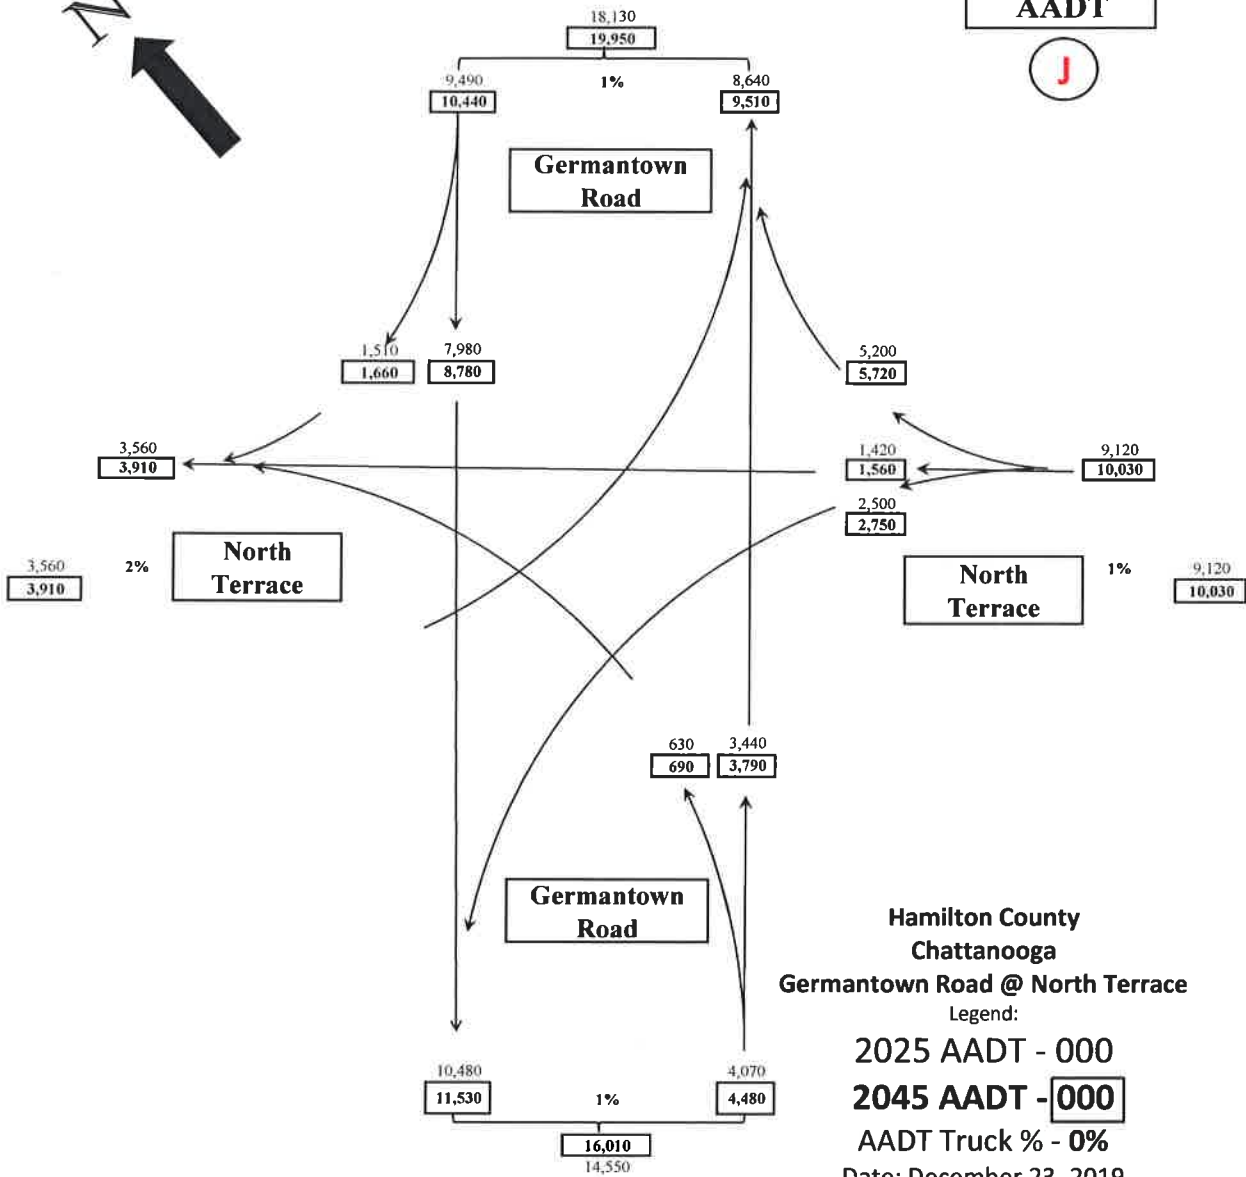 N
AADT
J
18,130
19,950
9,490
1%
8,640
10,440
9,510
Germantown
Road
1,510
7,980
5,200
1,660
8,780
5,720
3,560
1,420
9,120
3,910
1,560
10,030
2,500
2,750
3,560
3,910
2%
North
Terrace
North
Terrace
1%
9,120
10,030
630
3,440
690
3,790
Germantown
Road
10,480
4,070
11,530
1%
4,480
16,010
14,550
Hamilton County
Chattanooga
Germantown Road @ North Terrace
Legend:
2025 AADT - 000
2045 AADT - 000
AADT Truck % - 0%
Date: December 23, 2019